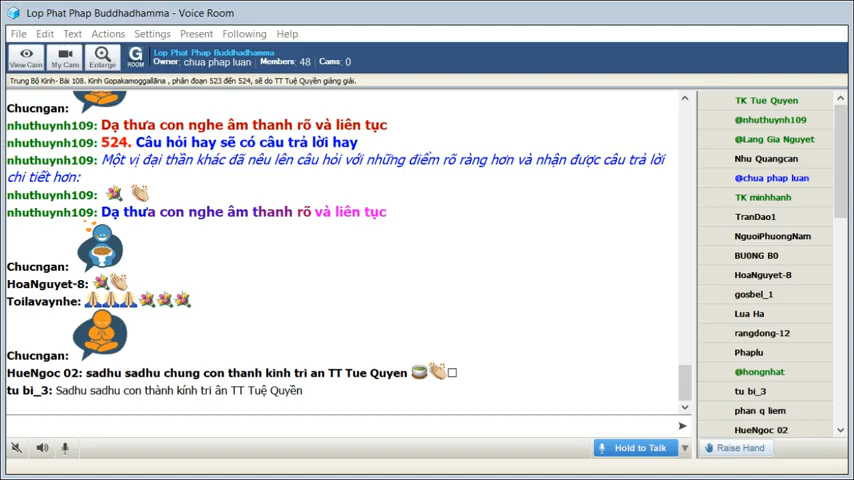 Lop Phat Phap Buddhadhamma - Voice Room
File Edit Text Actions Settings Present Following Help
View Cam My Cam Enlarge G ROOM
Lop Phat Phap Buddhadhamma
Owner: chua phap luan Members: 48 Cams: 0
Trung Bộ Kinh- Bài 108. Kinh Gopakamoggallāna , phân đoạn 523 đến 524, sẽ do TT Tuệ Quyền giảng giải.
Chucngan:
nhuthuynh109: Dạ thưa con nghe âm thanh rõ và liên tục
nhuthuynh109: 524. Câu hỏi hay sẽ có câu trả lời hay
nhuthuynh109: Một vị đại thần khác đã nêu lên câu hỏi với những điểm rõ ràng hơn và nhận được câu trả lời
chi tiết hơn:
nhuthuynh109:
nhuthuynh109: Dạ thưa con nghe âm thanh rõ và liên tục
Chucngan:
HoaNguyet-8:
Toilavaynhe:
Chucngan:
HueNgoc 02: sadhu sadhu chung con thanh kinh tri an TT Tue Quyen
tu bi_3: Sadhu sadhu con thành kính tri ân TT Tuệ Quyền
Hold to Talk
TK Tue Quyen
@nhuthuynh109
@Lang Gia Nguyet
Nhu Quangcan
@chua phap luan
TK minhhanh
TranDao1
NguoiPhuongNam
BUONG B0
HoaNguyet-8
gosbel_1
Lua Ha
rangdong-12
Phaplu
@hongnhat
tu bi_3
phan q liem
HueNgoc 02
Raise Hand